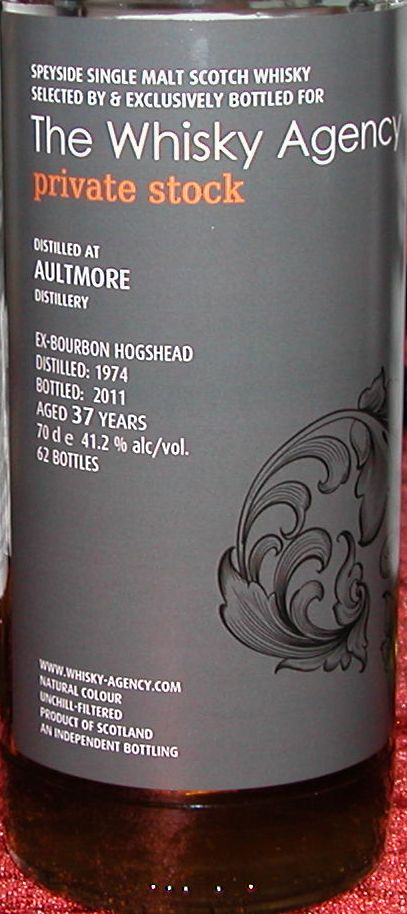 SPEYSIDE SINGLE MALT SCOTCH WHISKY
SELECTED BY & EXCLUSIVELY BOTTLED FOR
The Whisky Agency
private stock
DISTILLED AT
AULTMORE
DISTILLERY
EX-BOURBON HOGSHEAD
DISTILLED: 1974
BOTTLED: 2011
AGED 37 YEARS
70 d e 41.2 % alc/vol.
62 BOTTLES
WWW.WHISKY-AGENCY.COM
NATURAL COLOUR
UNCHILL-FILTERED
PRODUCT OF SCOTLAND
AN INDEPENDENT BOTTLING